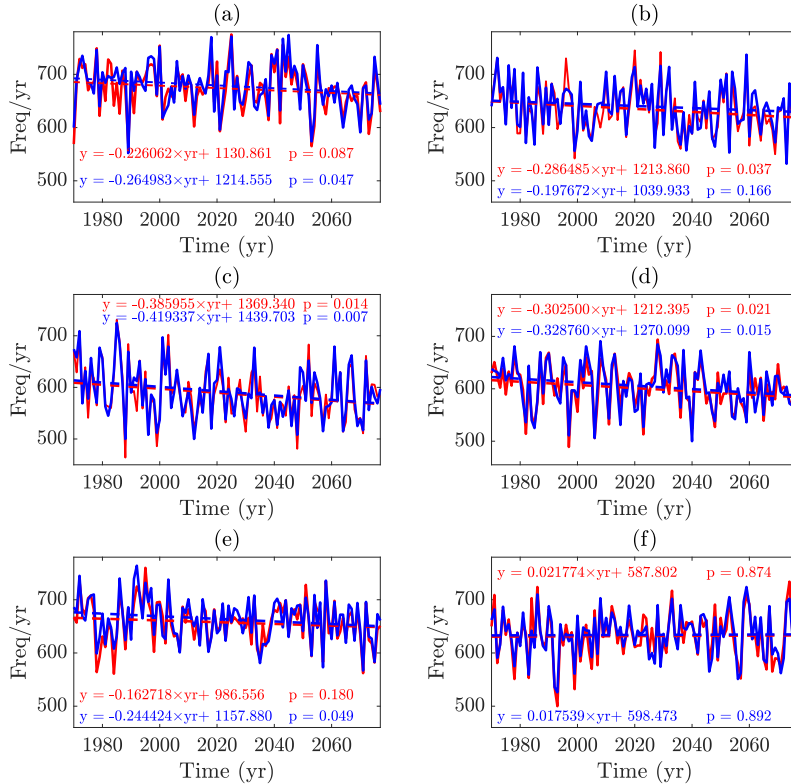 (a)
Freq/yr
700
600
500
y = -0.226062×yr+ 1130.861 p = 0.087
y = -0.264983×yr+ 1214.555 p = 0.047
1980 2000 2020 2040 2060
Time (yr)
(b)
Freq/yr
700
600
500
y = -0.286485×yr+ 1213.860 p = 0.037
y = -0.197672×yr+ 1039.933 p = 0.166
1980 2000 2020 2040 2060
Time (yr)
(c)
y = -0.385955×yr+ 1369.340 p = 0.014
y = -0.419337×yr+ 1439.703 p = 0.007
Freq/yr
700
600
500
1980 2000 2020 2040 2060
Time (yr)
(d)
y = -0.302500×yr+ 1212.395 p = 0.021
y = -0.328760×yr+ 1270.099 p = 0.015
Freq/yr
700
600
500
1980 2000 2020 2040 2060
Time (yr)
(e)
Freq/yr
700
600
500
y = -0.162718×yr+ 986.556 p = 0.180
y = -0.244424×yr+ 1157.880 p = 0.049
1980 2000 2020 2040 2060
Time (yr)
(f)
y = 0.021774×yr+ 587.802 p = 0.874
Freq/yr
700
600
500
y = 0.017539×yr+ 598.473 p = 0.892
1980 2000 2020 2040 2060
Time (yr)